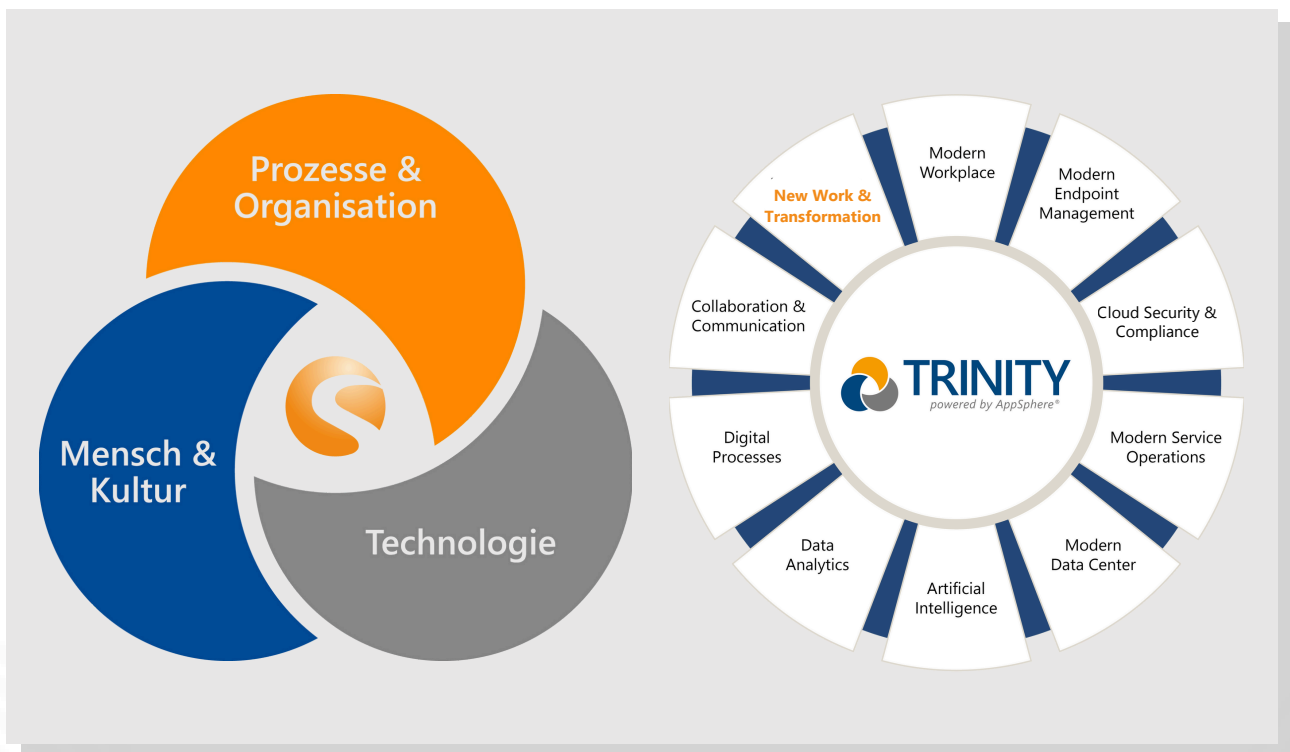 Prozesse &
Organisation
Mensch &
Kultur
Technologie
Modern
Workplace
Modern
Endpoint
Management
Cloud Security &
Compliance
Modern Service
Operations
Modern
Data Center
Artificial
Intelligence
Data
Analytics
Digital
Processes
Collaboration &
Communication
New Work &
Transformation
TRINITY
powered by AppSphere®